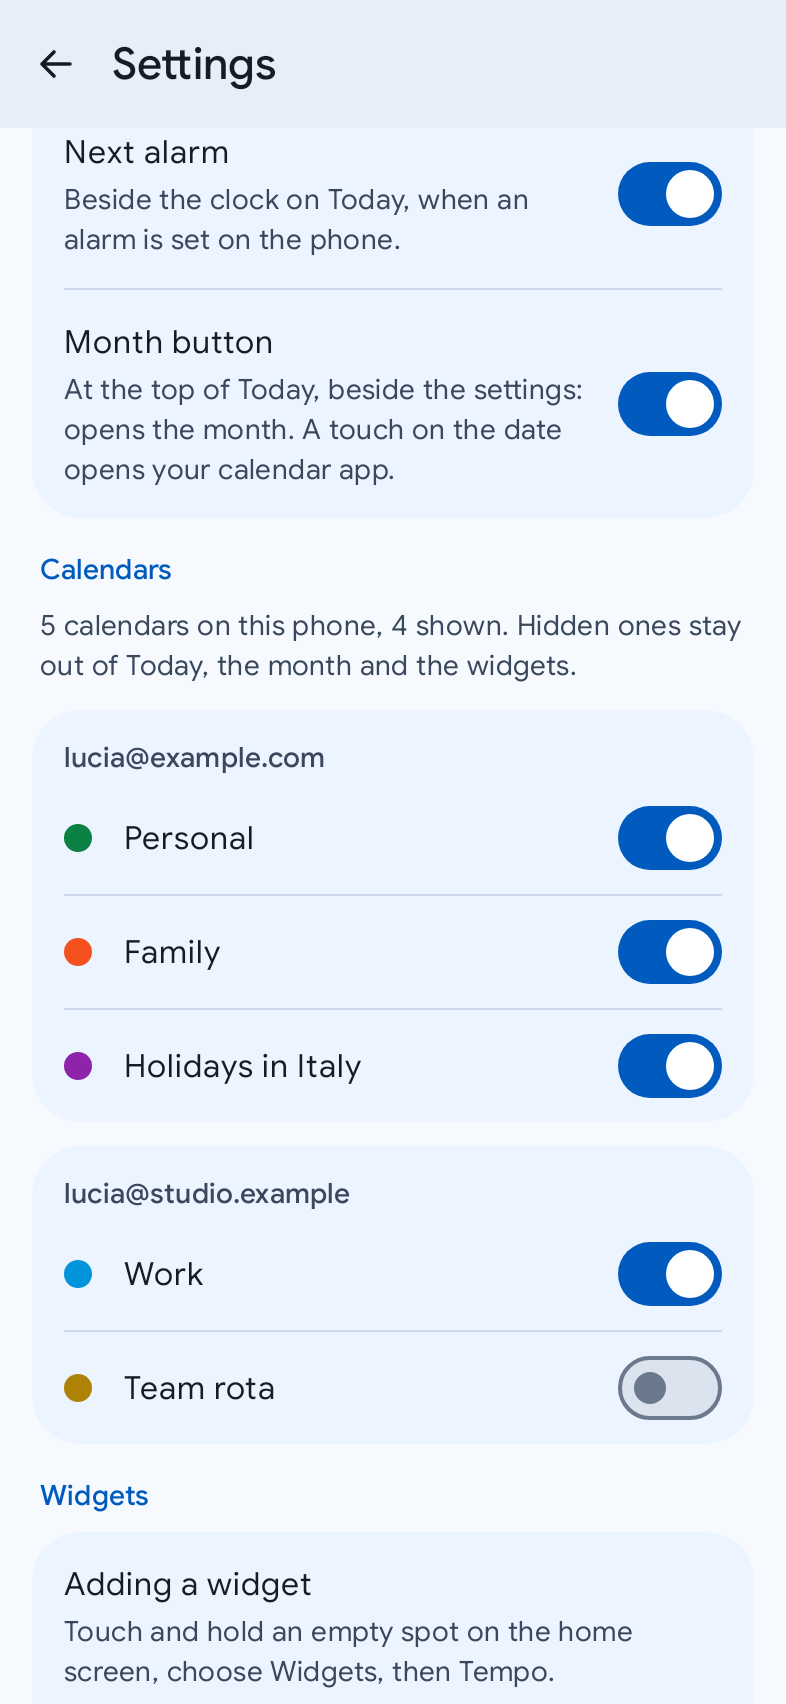 Settings
Next alarm
Beside the clock on Today, when an
alarm is set on the phone.
Month button
At the top of Today, beside the settings:
opens the month. A touch on the date
opens your calendar app.
Calendars
5 calendars on this phone, 4 shown. Hidden ones stay
out of Today, the month and the widgets.
lucia@example.com
Personal
Family
Holidays in Italy
lucia@studio.example
Work
Team rota
Widgets
Adding a widget
Touch and hold an empty spot on the home
screen, choose Widgets, then Tempo.